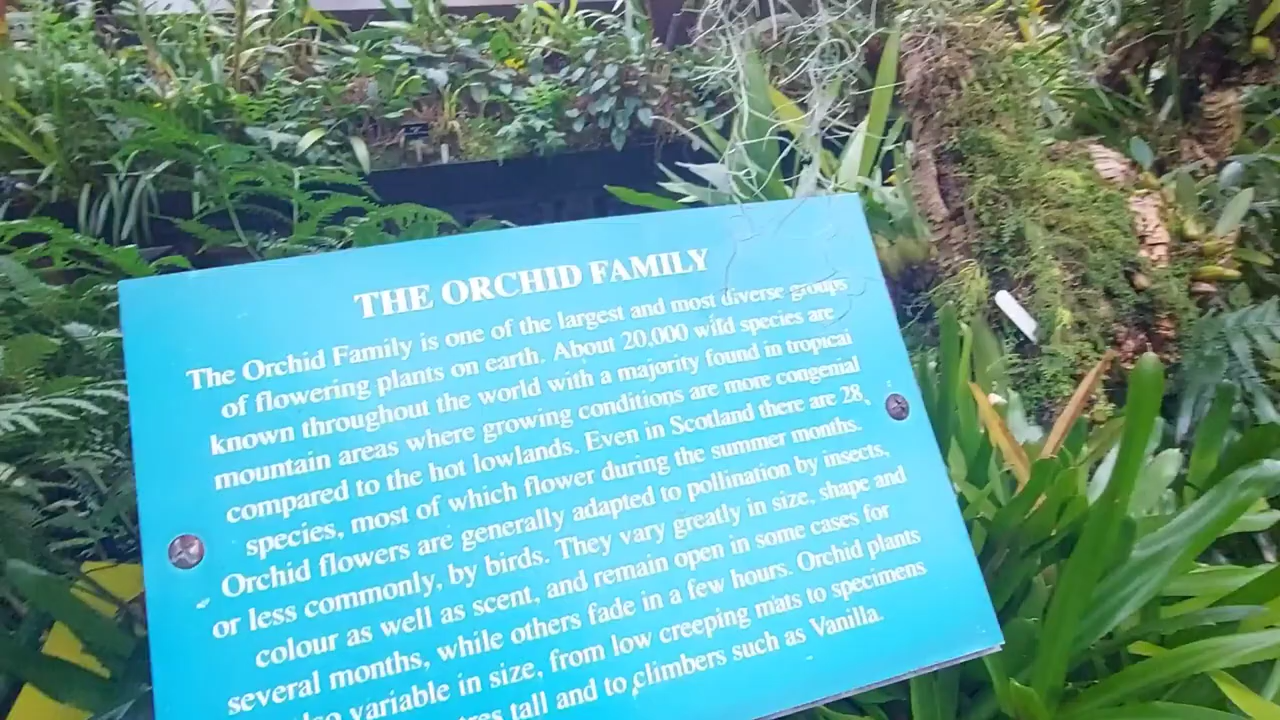 THE ORCHID FAMILY
The Orchid Family is one of the largest and most diverse groups
of flowering plants on earth. About 20,000 wild species are
known throughout the world with a majority found in tropical
mountain areas where growing conditions are more congenial
compared to the hot lowlands. Even in Scotland there are 28
species, most of which flower during the summer months.
Orchid flowers are generally adapted to pollination by insects,
or less commonly, by birds. They vary greatly in size, shape and
colour as well as scent, and remain open in some cases for
several months, while others fade in a few hours. Orchid plants
variable in size, from low creeping mats to specimens
tall and to climbers such as Vanilla.